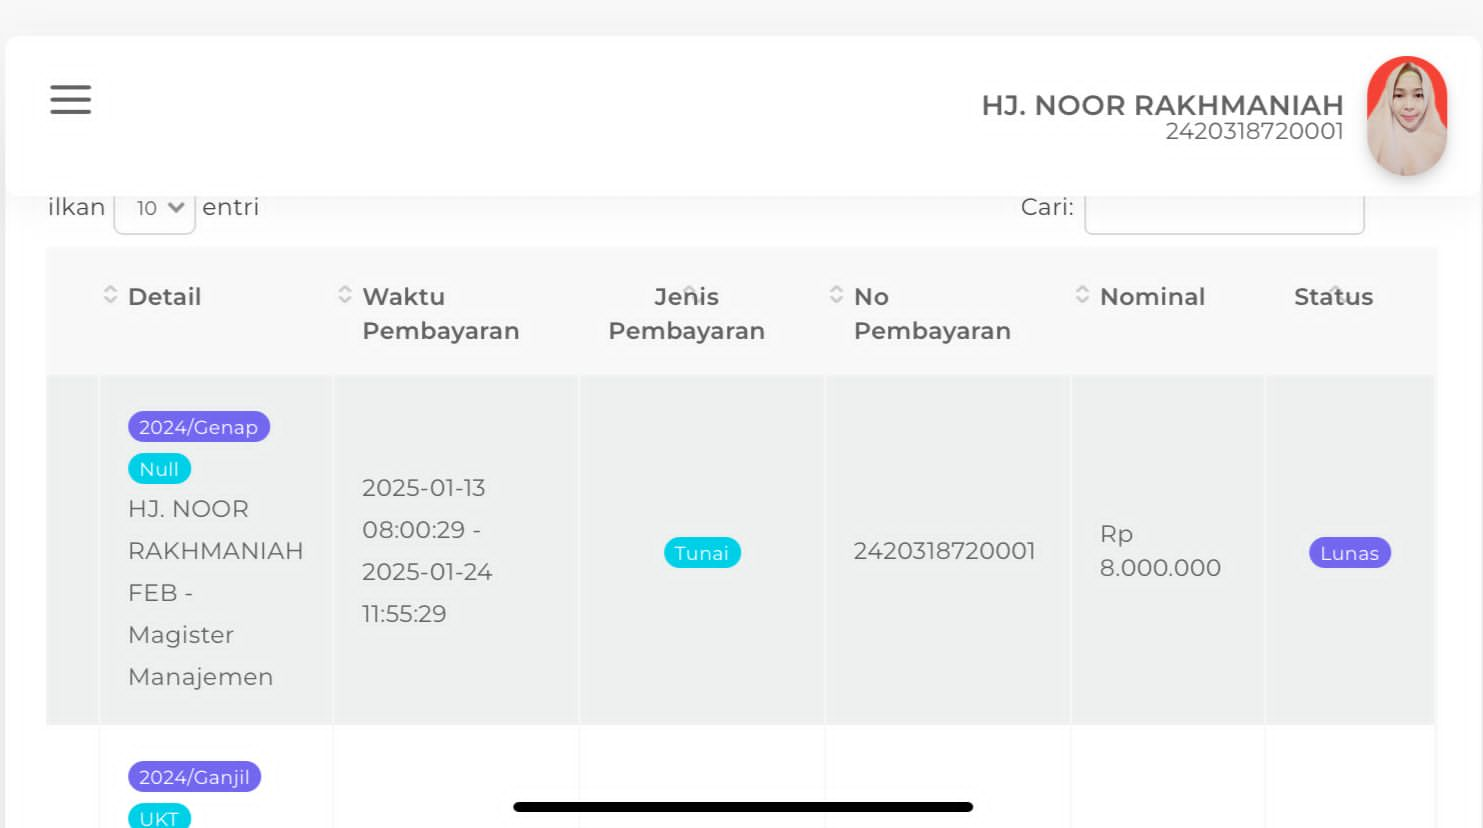 HJ. NOOR RAKHMANIAH
2420318720001
ilkan 10 entri Cari:
Detail Waktu Pembayaran Jenis Pembayaran No Pembayaran Nominal Status
2024/Genap
Null
HJ. NOOR
RAKHMANIAH
FEB -
Magister
Manajemen
2025-01-13
08:00:29 -
2025-01-24
11:55:29
Tunai
2420318720001
Rp
8.000.000
Lunas
2024/Ganjil
UKT